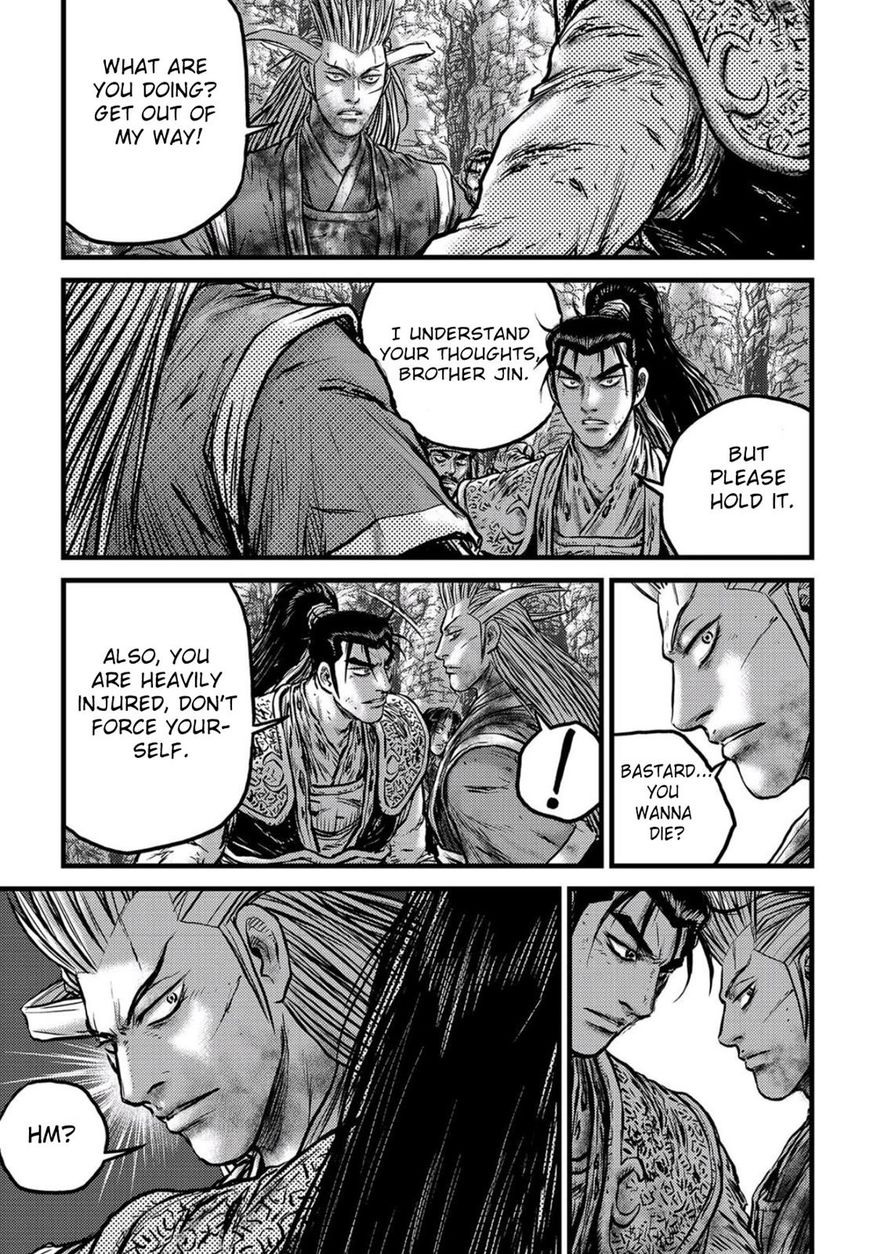 WHAT ARE
YOU DOING?
GET OUT OF
MY WAY!
I UNDERSTAND
YOUR THOUGHTS,
BROTHER JIN.
BUT
PLEASE
HOLD IT.
ALSO, YOU
ARE HEAVILY
INJURED, DON'T
FORCE YOUR-
SELF.
!
BASTARD...
YOU
WANNA
DIE?
HM?